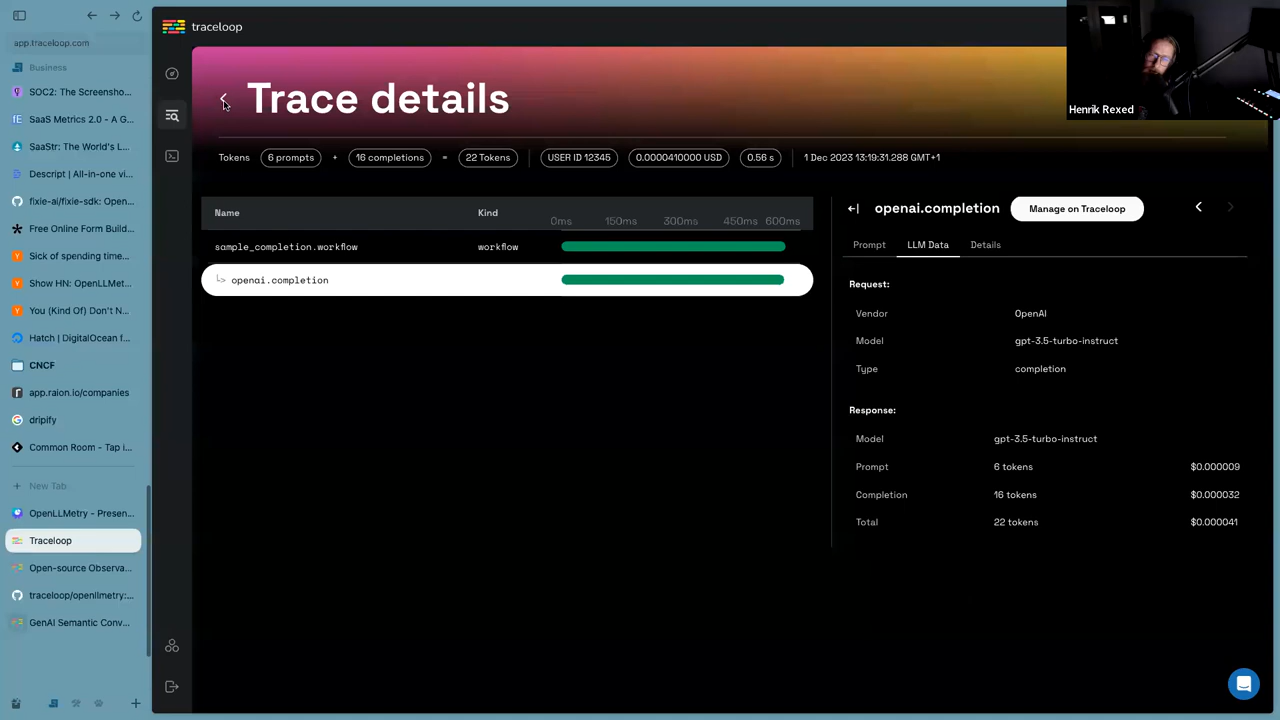 app.traceloop.com
Business
SOC2: The Screensho...
SaaS Metrics 2.0 - A G...
SaaStr: The World's L...
Descript | All-in-one vi...
fixie-ai/fixie-sdk: Open...
Free Online Form Build...
Sick of spending time...
Show HN: OpenLLMet...
You (Kind Of) Don't N...
Hatch | DigitalOcean f...
CNCF
app.raion.io/companies
dripify
Common Room - Tap i...
New Tab
OpenLLMetry - Presen...
Traceloop
Open-source Observa...
traceloop/openllmetry:...
GenAI Semantic Conv...
traceloop
Trace details
Tokens 6 prompts + 16 completions = 22 Tokens USER ID 12345 0.0000410000 USD 0.56 s 1 Dec 2023 13:19:31.288 GMT+1
Name Kind 0ms 150ms 300ms 450ms 600ms
sample_completion.workflow workflow
openai.completion
openai.completion Manage on Traceloop
Prompt LLM Data Details
Request:
Vendor OpenAI
Model gpt-3.5-turbo-instruct
Type completion
Response:
Model gpt-3.5-turbo-instruct
Prompt 6 tokens $0.000009
Completion 16 tokens $0.000032
Total 22 tokens $0.000041
Henrik Rexed